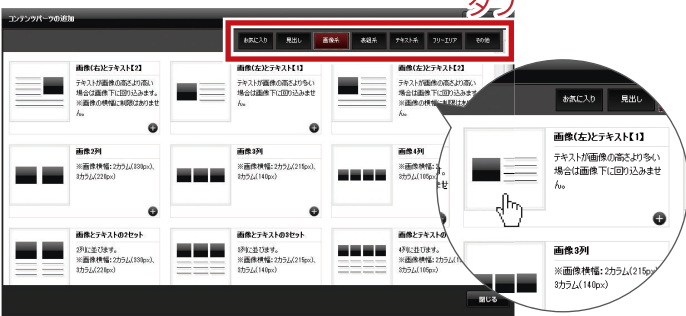 タブ
コンテンツパーツの追加
お気に入り 見出し 画像系 表組系 テキスト系 フリーエリア その他
画像(右)とテキスト【2】
テキストが画像の高さより高い
場合は画像下に回り込みます。
※画像の横幅に制限はありませ
ん。
画像(左)とテキスト【1】
テキストが画像の高さより多い
場合は画像下に回り込みませ
ん。
画像(左)とテキスト【2】
テキストが画像の高さより高い
場合は画像下に回り込みます。
※画像の横幅に制限はありませ
画像2列
※画像横幅:2カラム(330px)、
3カラム(220px)
画像3列
※画像横幅:2カラム(215px)、
3カラム(140px)
画像4列
※画像横幅:2
3カラム(105px)
画像とテキストの2セット
2列に並びます。
※画像横幅:2カラム(330px)、
3カラム(220px)
画像とテキストの3セット
3列に並びます。
※画像横幅:2カラム(215px)、
3カラム(140px)
画像とテキストの
4列に並びます。
※画像横幅:2カラム(1
3カラム(105px)
閉じる
お気に入り 見出し
画像(左)とテキスト【1】
テキストが画像の高さより多い
場合は画像下に回り込みませ
ん。
画像3列
※画像横幅:2カラム(215px)
3カラム(140px)